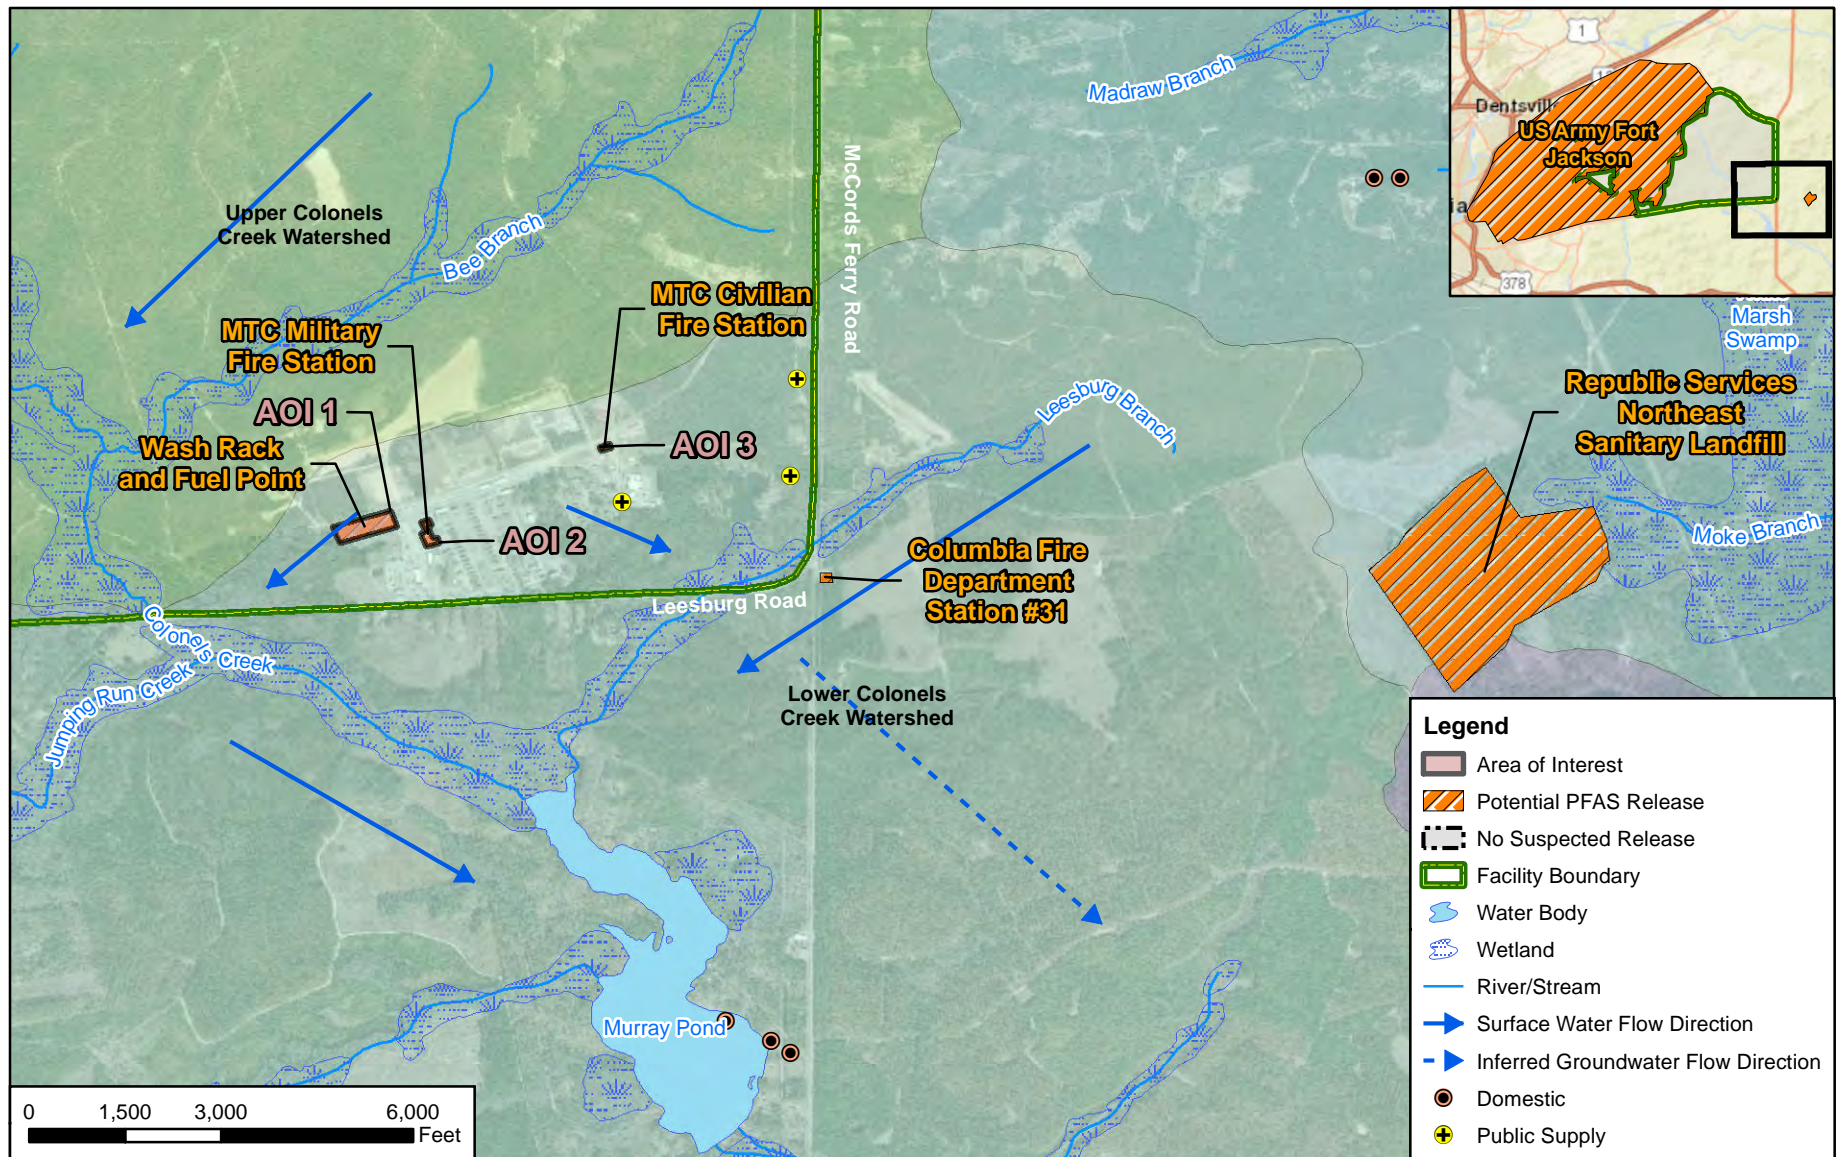 Madraw Branch
McCords Ferry Road
Upper Colonels
Creek Watershed
Bee Branch
MTC Civilian
Fire Station
MTC Military
Fire Station
AOI 1
AOI 3
Wash Rack
and Fuel Point
AOI 2
Leesburg Branch
Leesburg Road
Columbia Fire
Department
Station #31
Colonels Creek
Jumping Run Creek
Lower Colonels
Creek Watershed
Murray Pond
Marsh
Swamp
Republic Services
Northeast
Sanitary Landfill
Moke Branch
1
Dentsvill
US Army Fort
Jackson
ia
378
0 1,500 3,000 6,000
Feet
Legend
Area of Interest
Potential PFAS Release
No Suspected Release
Facility Boundary
Water Body
Wetland
River/Stream
Surface Water Flow Direction
Inferred Groundwater Flow Direction
Domestic
Public Supply